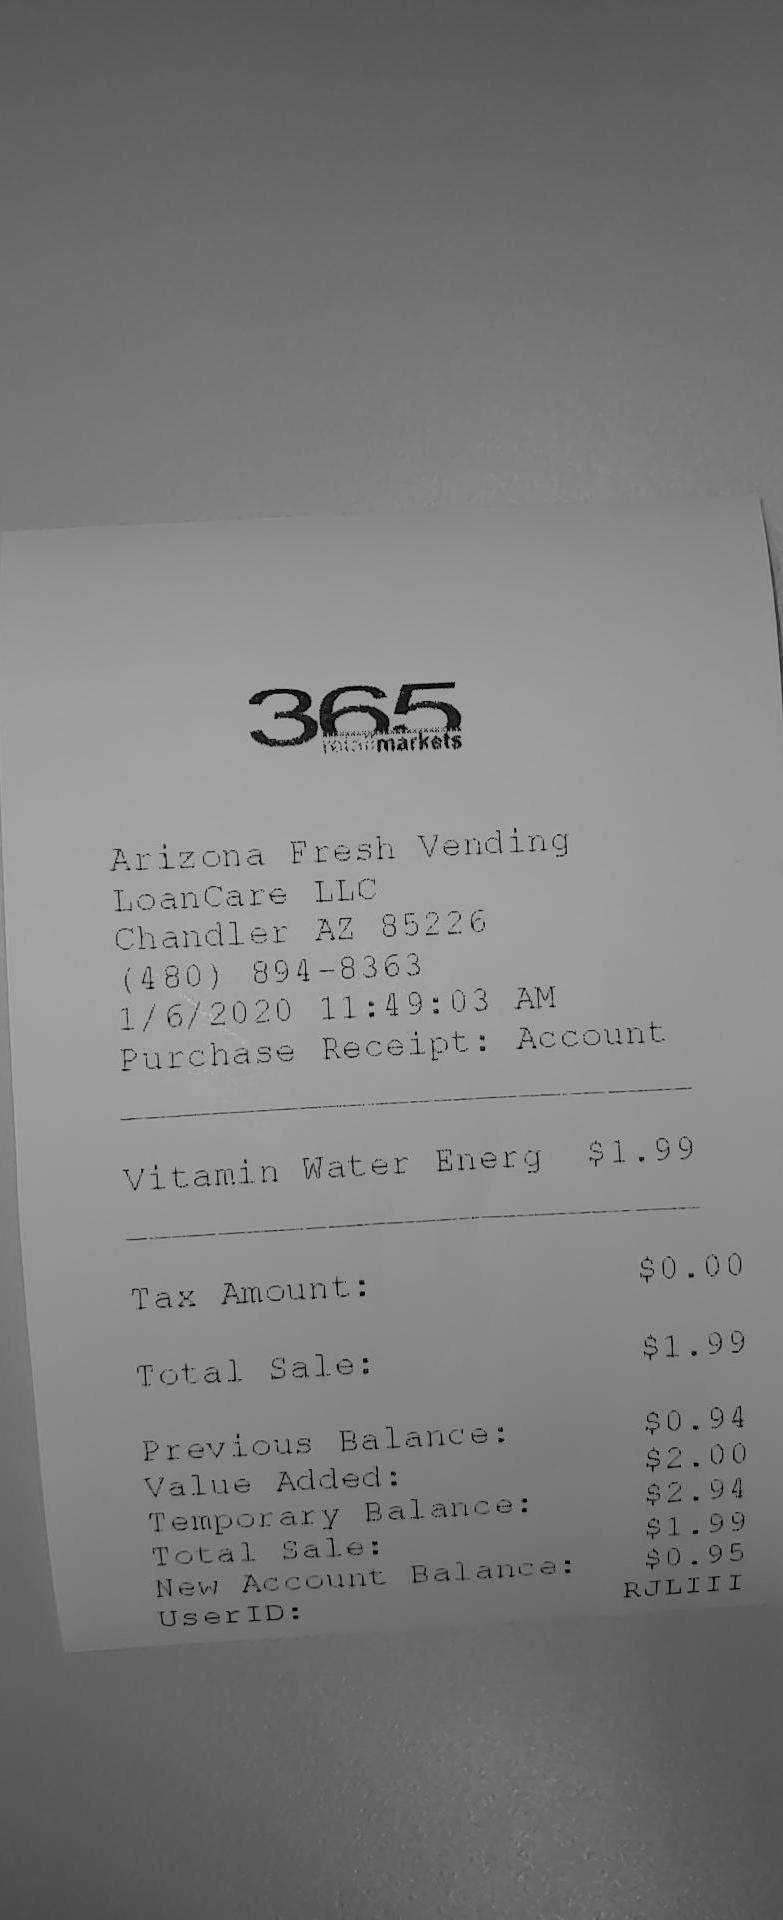 365
retailmarkets
Arizona Fresh Vending
LoanCare LLC
Chandler AZ 85226
(480) 894-8363
1/6/2020 11:49:03 AM
Purchase Receipt: Account
Vitamin Water Energ $1.99
Tax Amount: $0.00
Total Sale: $1.99
Previous Balance: $0.94
Value Added: $2.00
Temporary Balance: $2.94
Total Sale: $1.99
New Account Balance: $0.95
UserID: RJLIII